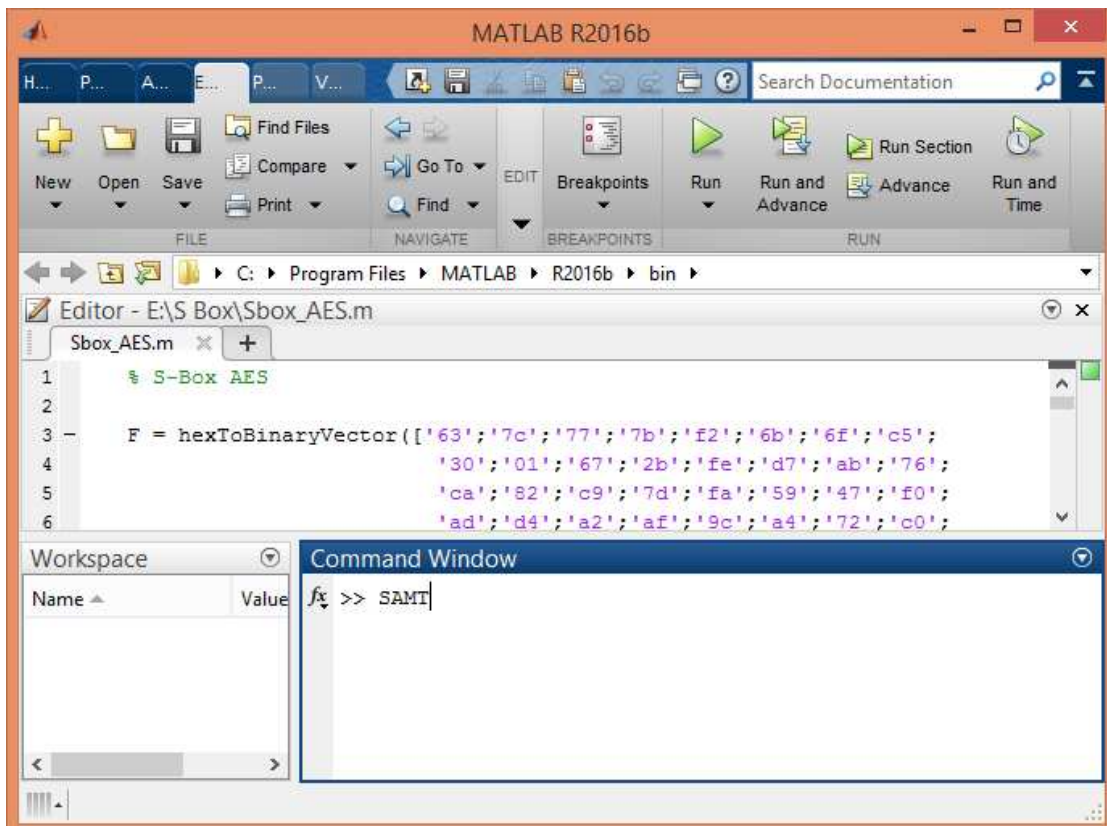 MATLAB R2016b
H... P... A... E... P... V... Search Documentation
New Open Save Find Files Compare Print
FILE
Go To Find
NAVIGATE
EDIT
Breakpoints
BREAKPOINTS
Run Run and Advance Run Section Advance Run and Time
RUN
C: Program Files MATLAB R2016b bin
Editor - E:\S Box\Sbox_AES.m
Sbox_AES.m +
1 % S-Box AES
2
3 - F = hexToBinaryVector(['63';'7c';'77';'7b';'f2';'6b';'6f';'c5';
4 '30';'01';'67';'2b';'fe';'d7';'ab';'76';
5 'ca';'82';'c9';'7d';'fa';'59';'47';'f0';
6 'ad';'d4';'a2';'af';'9c';'a4';'72';'c0';
Workspace
Name Value
Command Window
fx >> SAMT